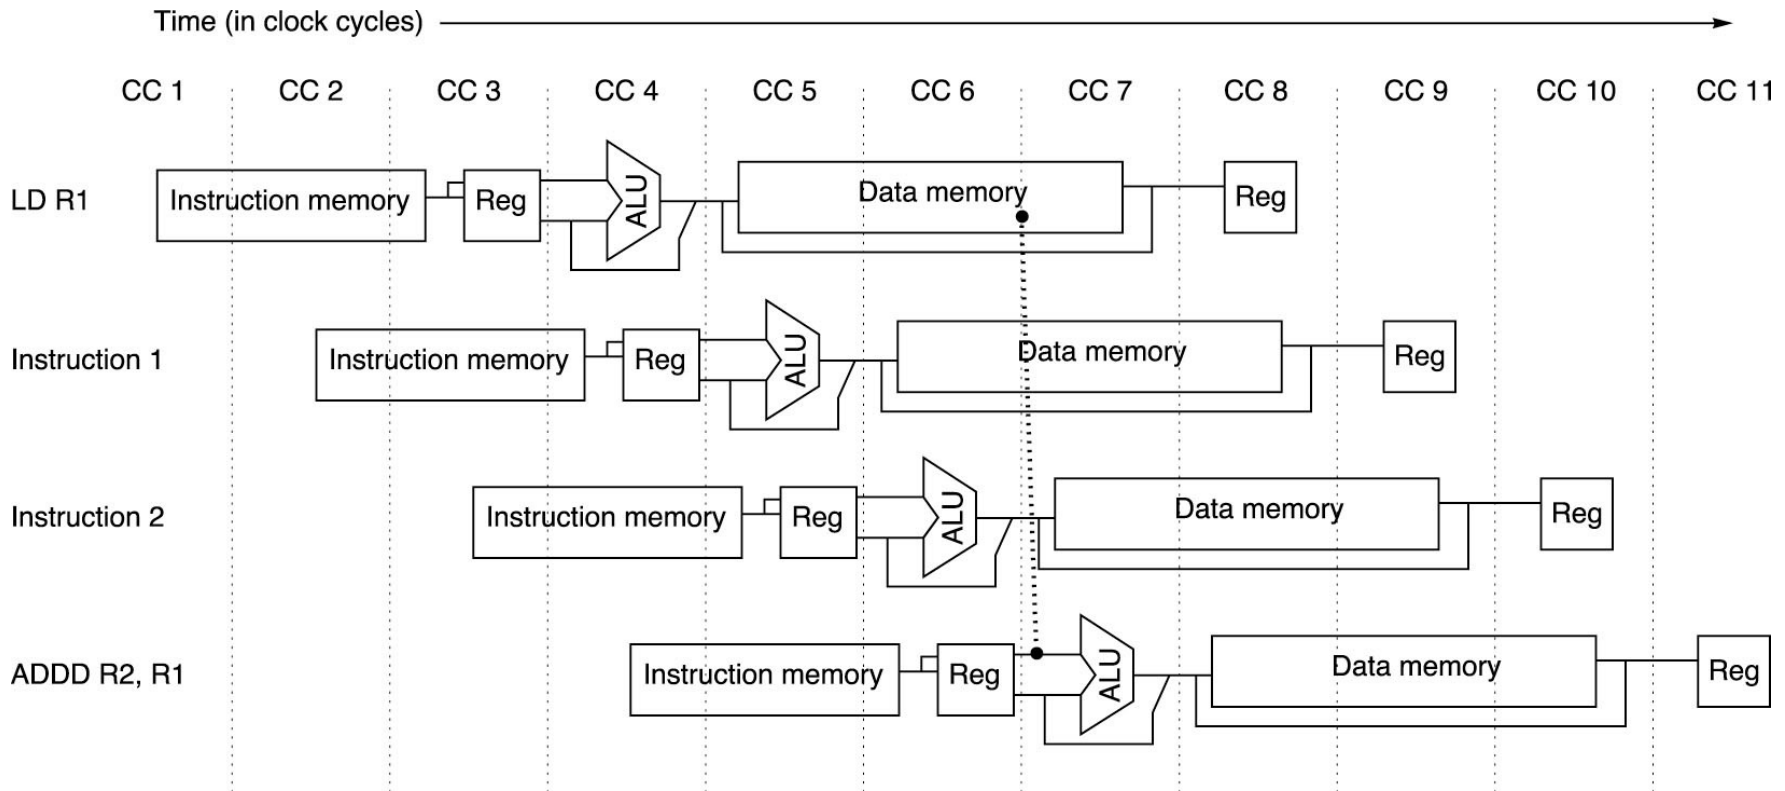 Time (in clock cycles)
CC 1 CC 2 CC 3 CC 4 CC 5 CC 6 CC 7 CC 8 CC 9 CC 10 CC 11
LD R1 Instruction memory Reg ALU Data memory Reg
Instruction 1 Instruction memory Reg ALU Data memory Reg
Instruction 2 Instruction memory Reg ALU Data memory Reg
ADDD R2, R1 Instruction memory Reg ALU Data memory Reg